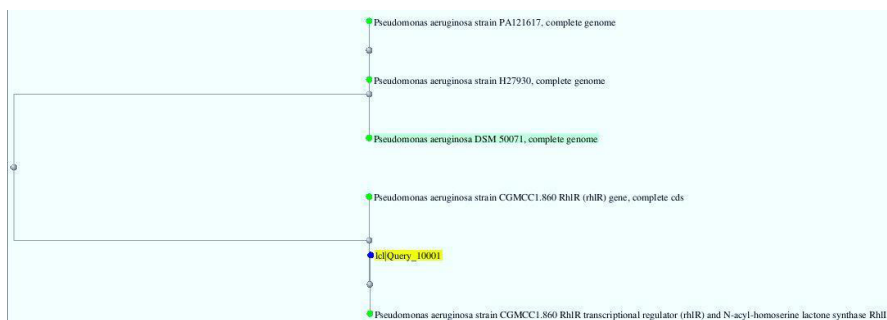 Pseudomonas aeruginosa strain PA121617, complete genome
Pseudomonas aeruginosa strain H27930, complete genome
Pseudomonas aeruginosa DSM 50071, complete genome
Pseudomonas aeruginosa strain CGMCC1.860 RhlR (rhlR) gene, complete cds
lcl|Query_10001
Pseudomonas aeruginosa strain CGMCC1.860 RhlR transcriptional regulator (rhlR) and N-acyl-homoserine lactone synthase RhlI